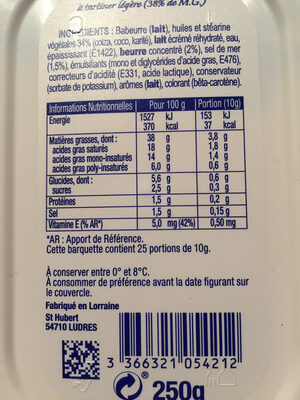 à tartiner légère (38% de M.G.)
INGRÉDIENTS : Babeurre (lait), huiles et stéarine
végétales 34% (colza, coco, karité), lait écrémé réhydraté, eau,
épaississant (E1422), beurre concentré (2%), sel de mer
(1,5%), émulsifiants (mono et diglycérides d'acide gras, E476),
correcteurs d'acidité (E331, acide lactique), conservateur
(sorbate de potassium), arômes (lait), colorant (bêta-carotène).
Informations Nutritionnelles Pour 100 g Portion (10g)
Energie 1527 kJ 153 kJ
370 kcal 37 kcal
Matières grasses, dont : 38 g 3,8 g
acides gras saturés 18 g 1,8 g
acides gras mono-insaturés 14 g 1,4 g
acides gras poly-insaturés 6,0 g 0,6 g
Glucides, dont : 5,6 g 0,6 g
sucres 2,5 g 0,3 g
Protéines 1,5 g 0,2 g
Sel 1,5 g 0,15 g
Vitamine E (% AR*) 5,0 mg (42%) 0,50 mg
*AR : Apport de Référence.
Cette barquette contient 25 portions de 10g.
À conserver entre 0° et 8°C.
A consommer de préférence avant la date figurant sur
le couvercle.
Fabriqué en Lorraine
St Hubert
54710 LUDRES
3 366321 054212
250g